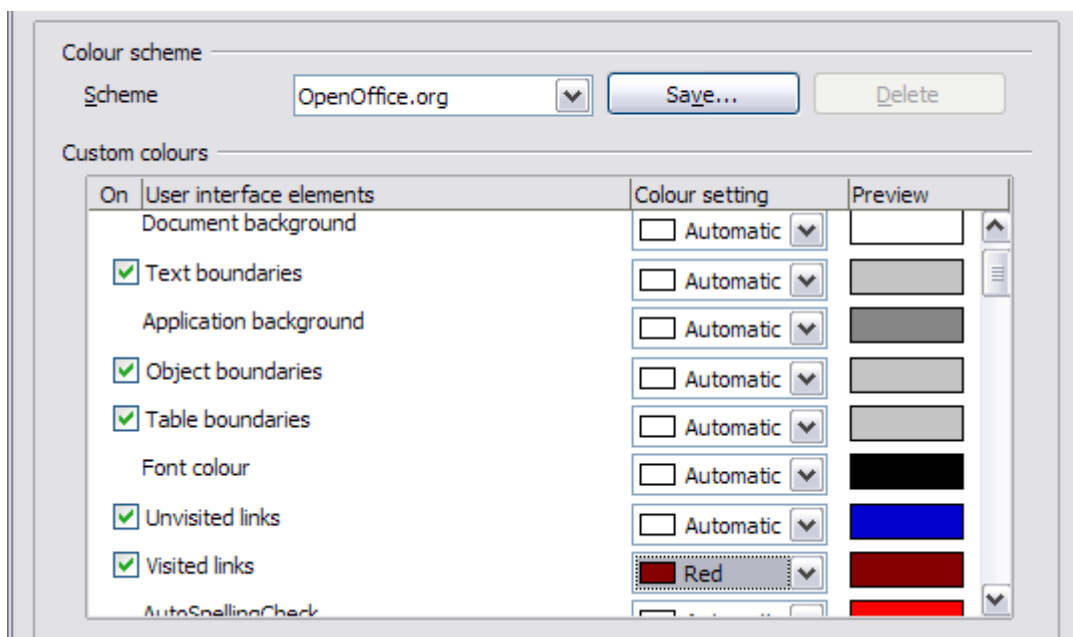 Colour scheme
Scheme OpenOffice.org Save... Delete
Custom colours
On User interface elements Colour setting Preview
Document background Automatic
Text boundaries Automatic
Application background Automatic
Object boundaries Automatic
Table boundaries Automatic
Font colour Automatic
Unvisited links Automatic
Visited links Red
AutoSpellingCheck Automatic